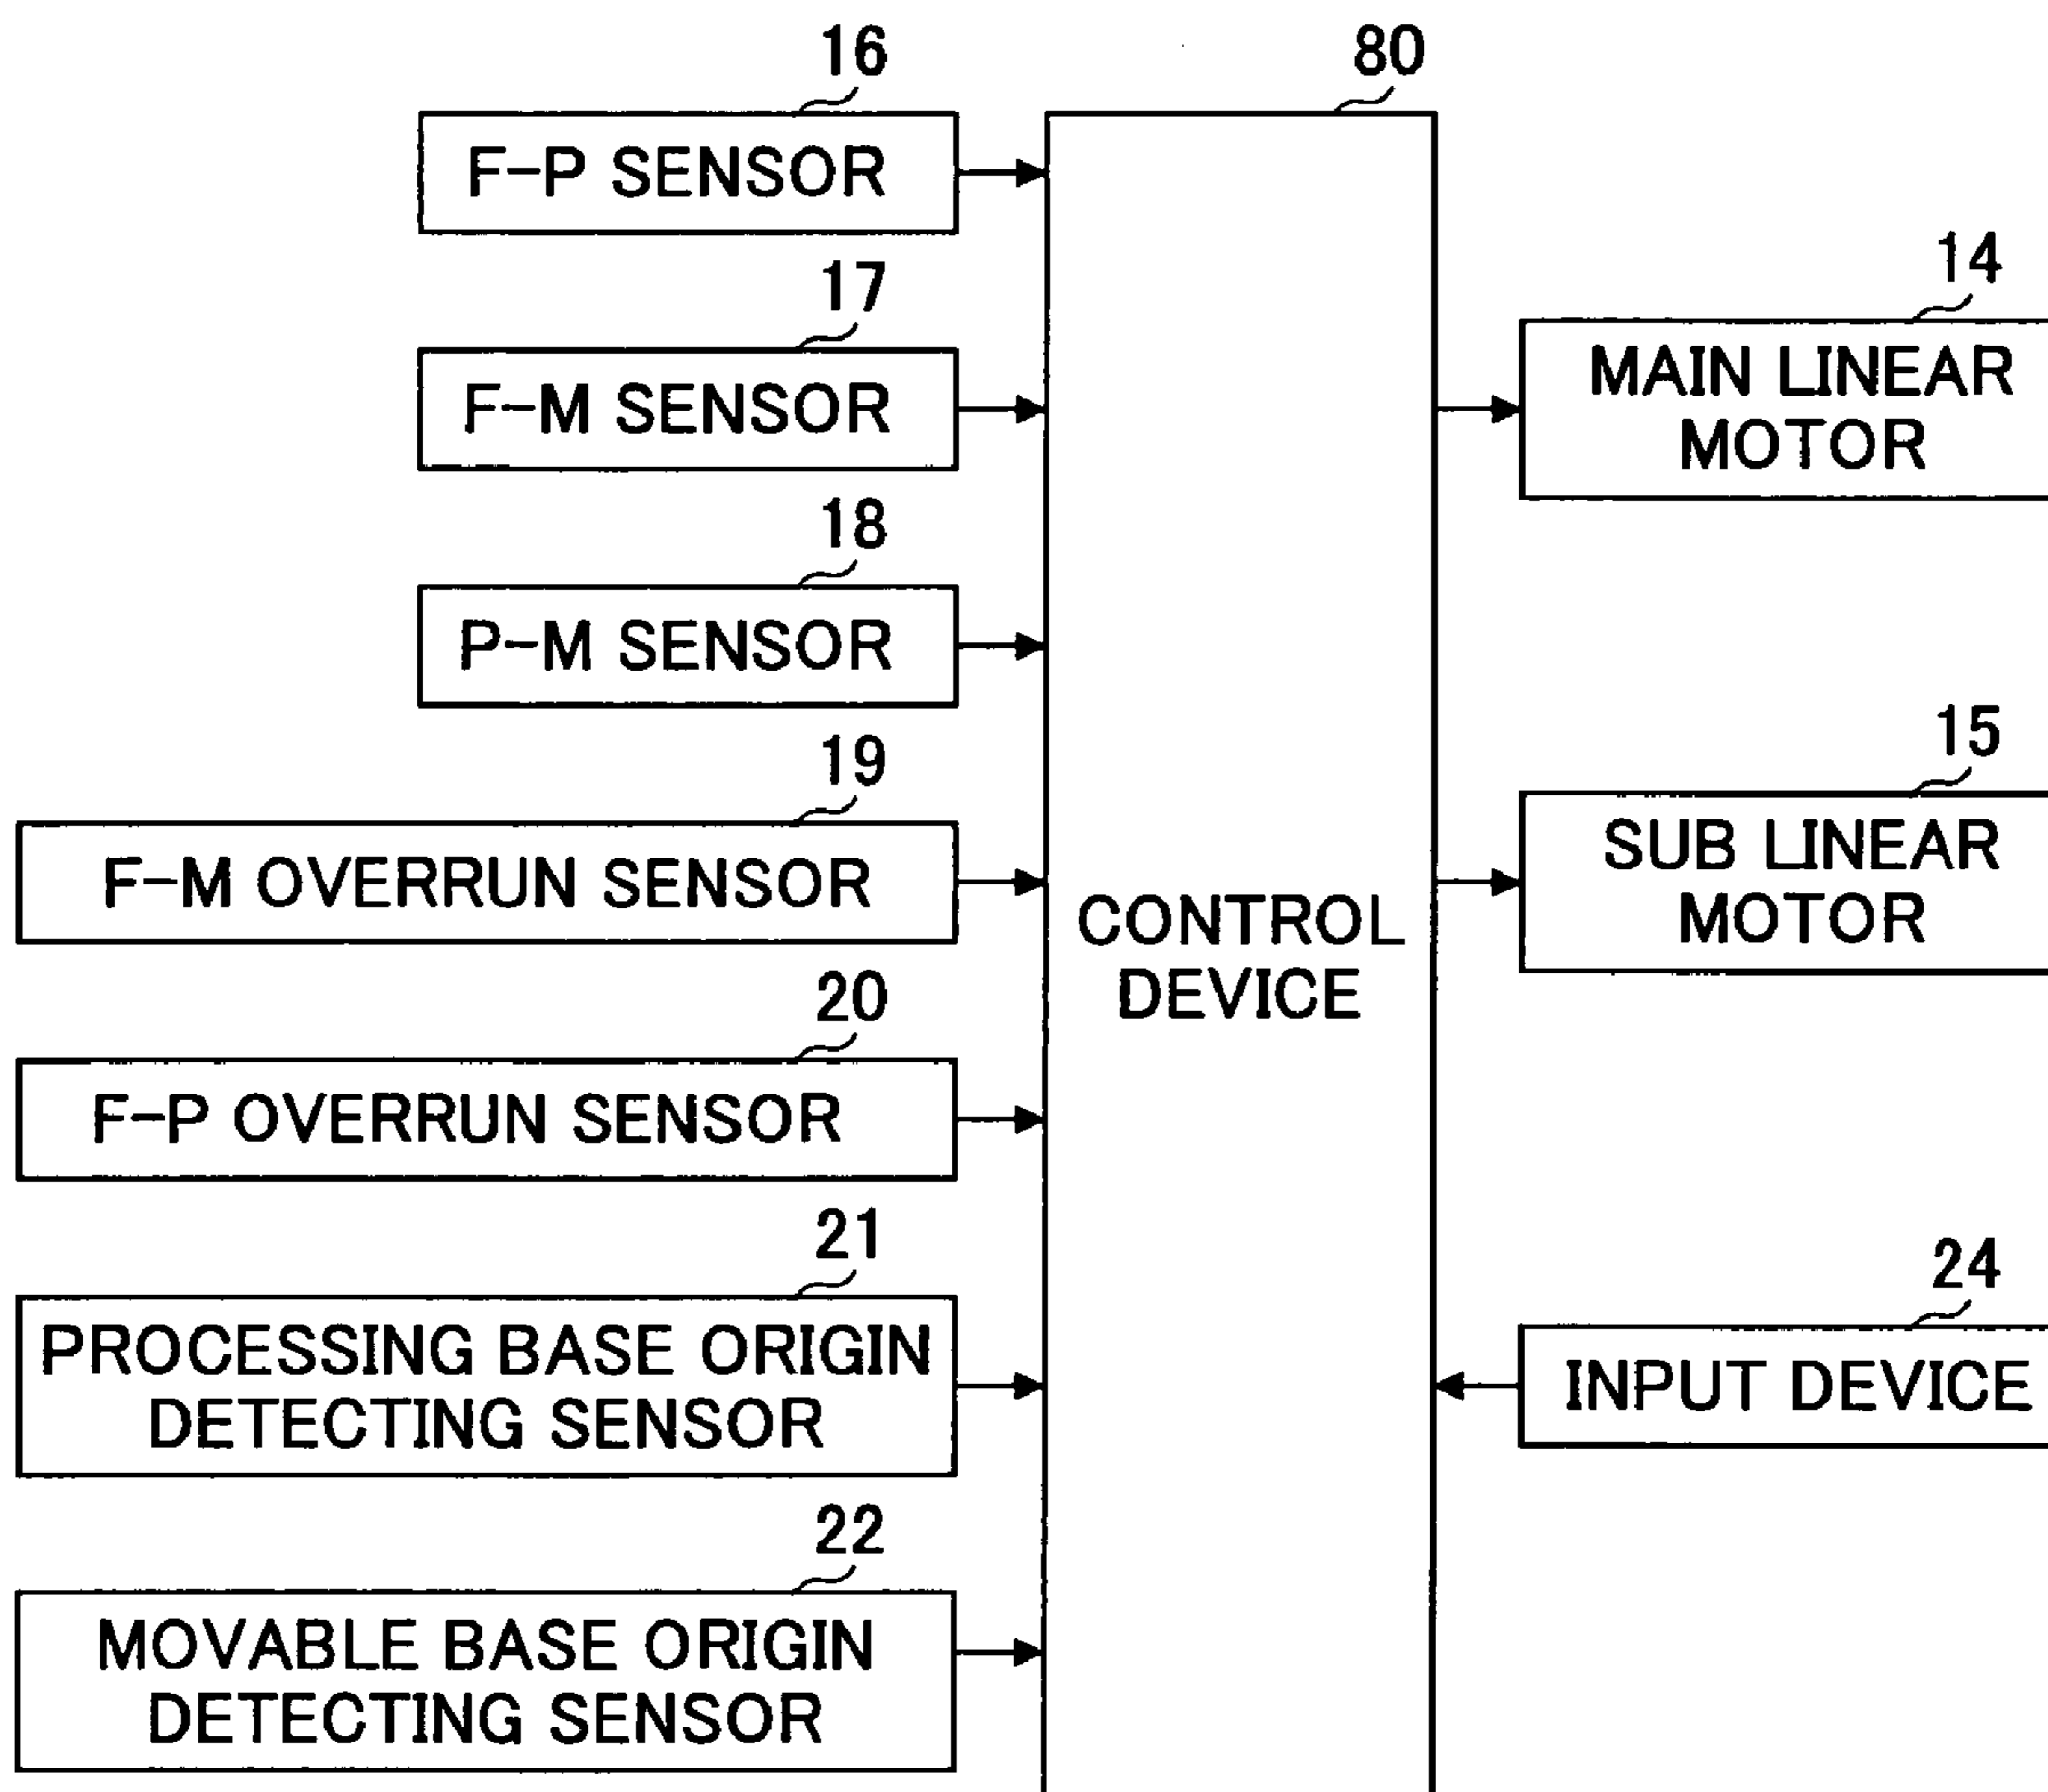 16
F-P SENSOR
17
F-M SENSOR
18
P-M SENSOR
19
F-M OVERRUN SENSOR
20
F-P OVERRUN SENSOR
21
PROCESSING BASE ORIGIN
DETECTING SENSOR
22
MOVABLE BASE ORIGIN
DETECTING SENSOR
80
CONTROL
DEVICE
14
MAIN LINEAR
MOTOR
15
SUB LINEAR
MOTOR
24
INPUT DEVICE